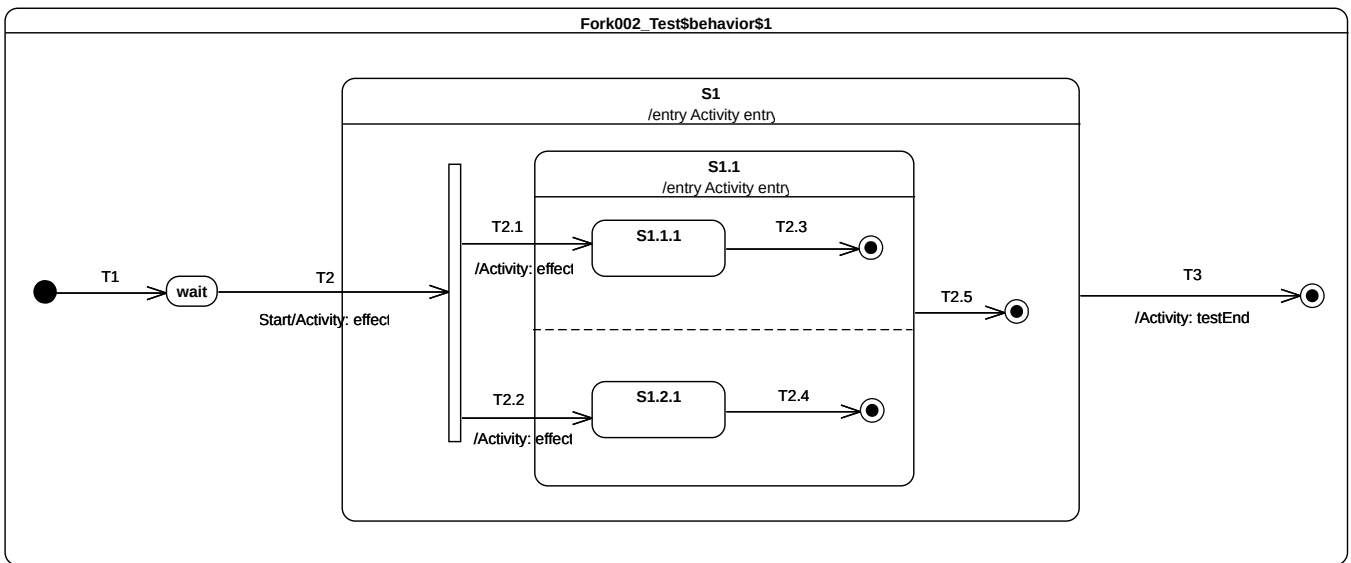 Fork002_Test$behavior$1
S1
/entry Activity entry
S1.1
/entry Activity entry
T2.1
S1.1.1
T2.3
/Activity: effect
T1
wait
T2
Start/Activity: effect
T2.5
T3
/Activity: testEnd
T2.2
S1.2.1
T2.4
/Activity: effect